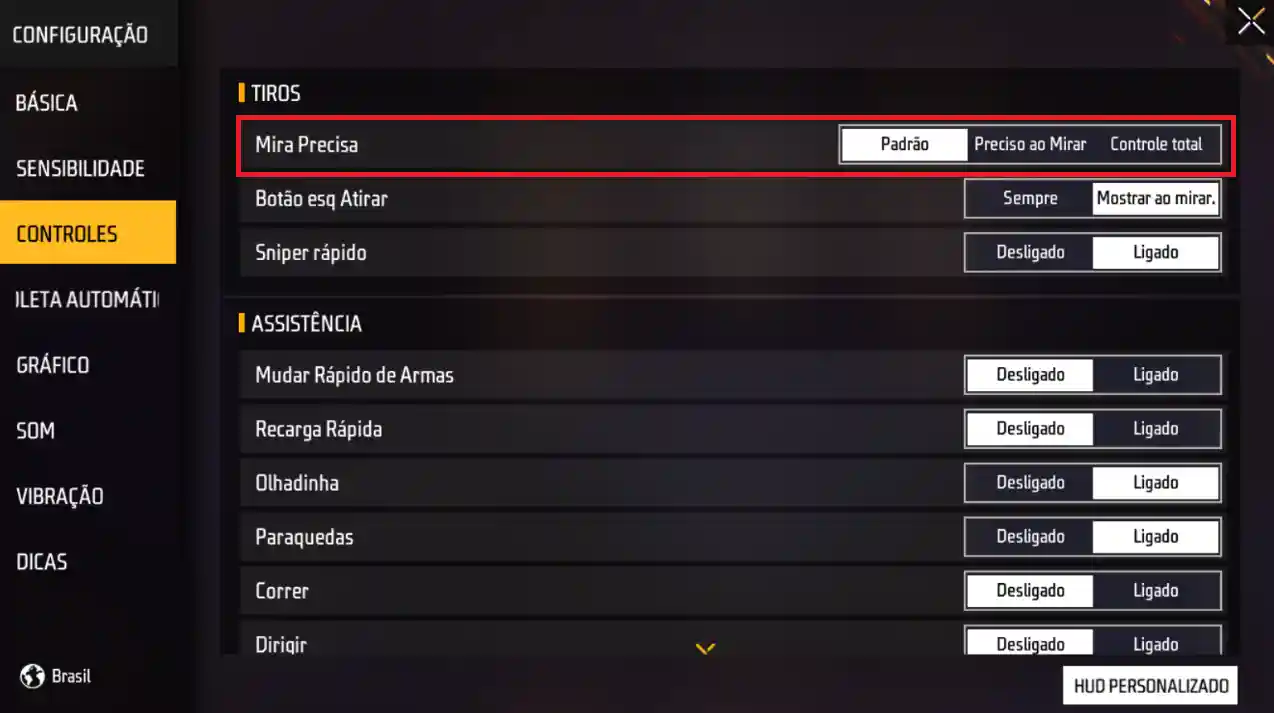 CONFIGURAÇÃO
BÁSICA
SENSIBILIDADE
CONTROLES
GRÁFICO
SOM
VIBRAÇÃO
DICAS
Brasil
TIROS
Mira Precisa Padrão Preciso ao Mirar Controle total
Botão esq Atirar Sempre Mostrar ao mirar.
Sniper rápido Desligado Ligado
ASSISTÊNCIA
Mudar Rápido de Armas Desligado Ligado
Recarga Rápida Desligado Ligado
Olhadinha Desligado Ligado
Paraquedas Desligado Ligado
Correr Desligado Ligado
Dirigir Desligado Ligado
HUD PERSONALIZADO